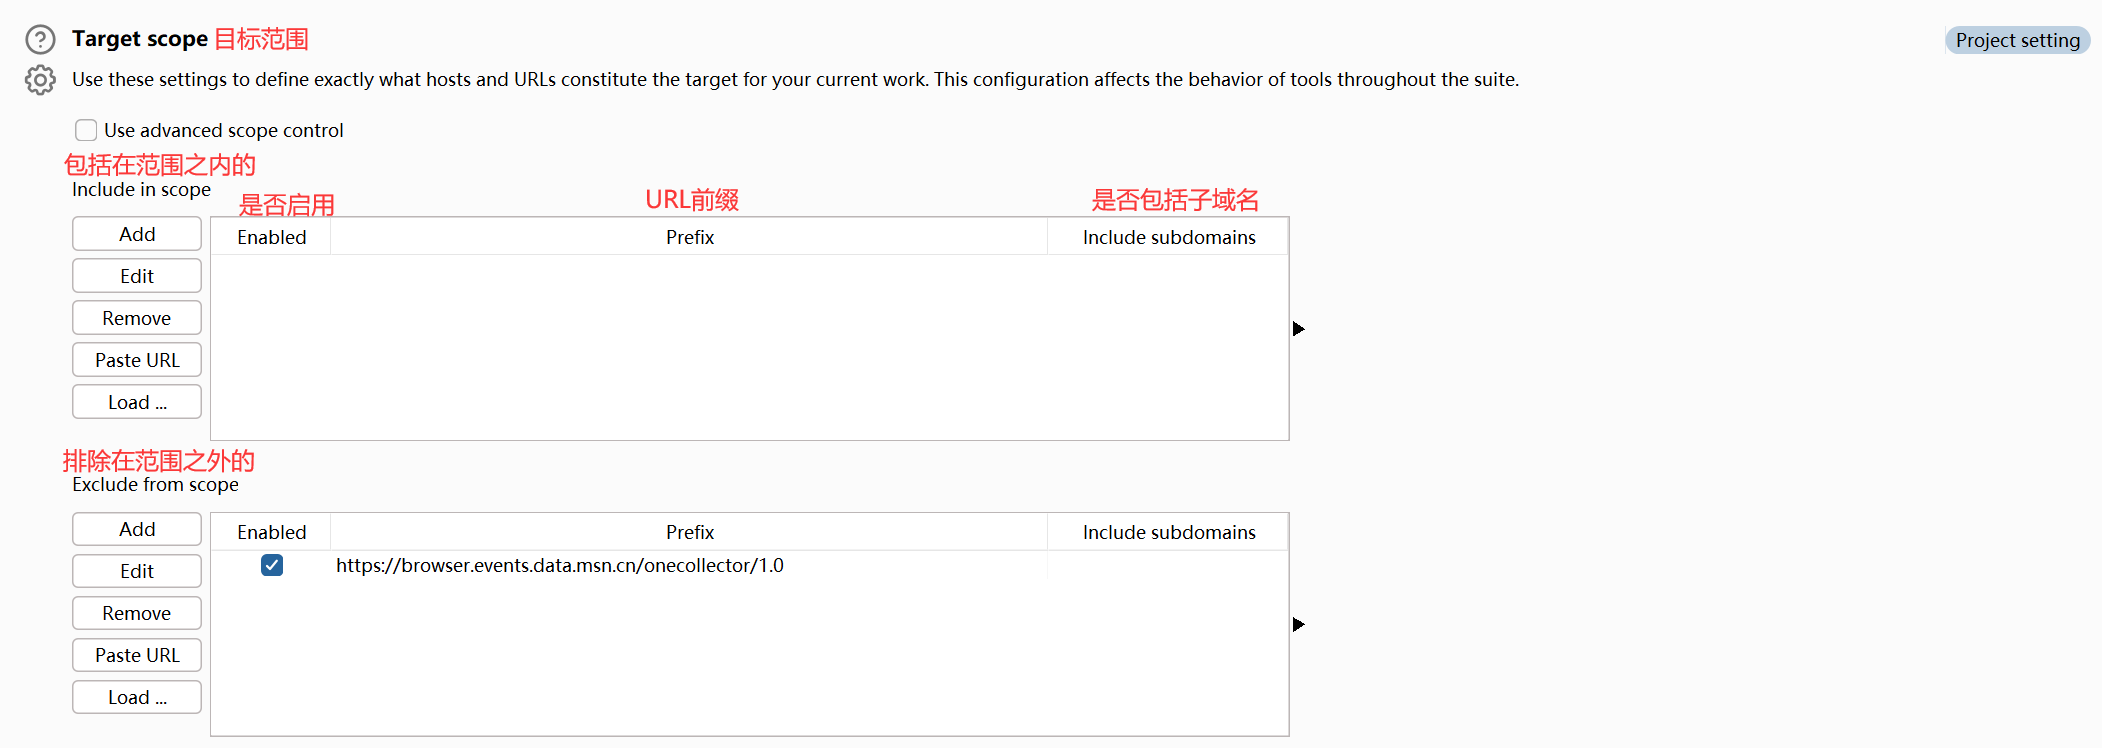 Target scope 目标范围
Project setting
Use these settings to define exactly what hosts and URLs constitute the target for your current work. This configuration affects the behavior of tools throughout the suite.
Use advanced scope control
包括在范围之内的
Include in scope
是否启用
URL前缀
是否包括子域名
Add
Edit
Remove
Paste URL
Load ...
Enabled
Prefix
Include subdomains
排除在范围之外的
Exclude from scope
Add
Edit
Remove
Paste URL
Load ...
Enabled
Prefix
Include subdomains
https://browser.events.data.msn.cn/onecollector/1.0